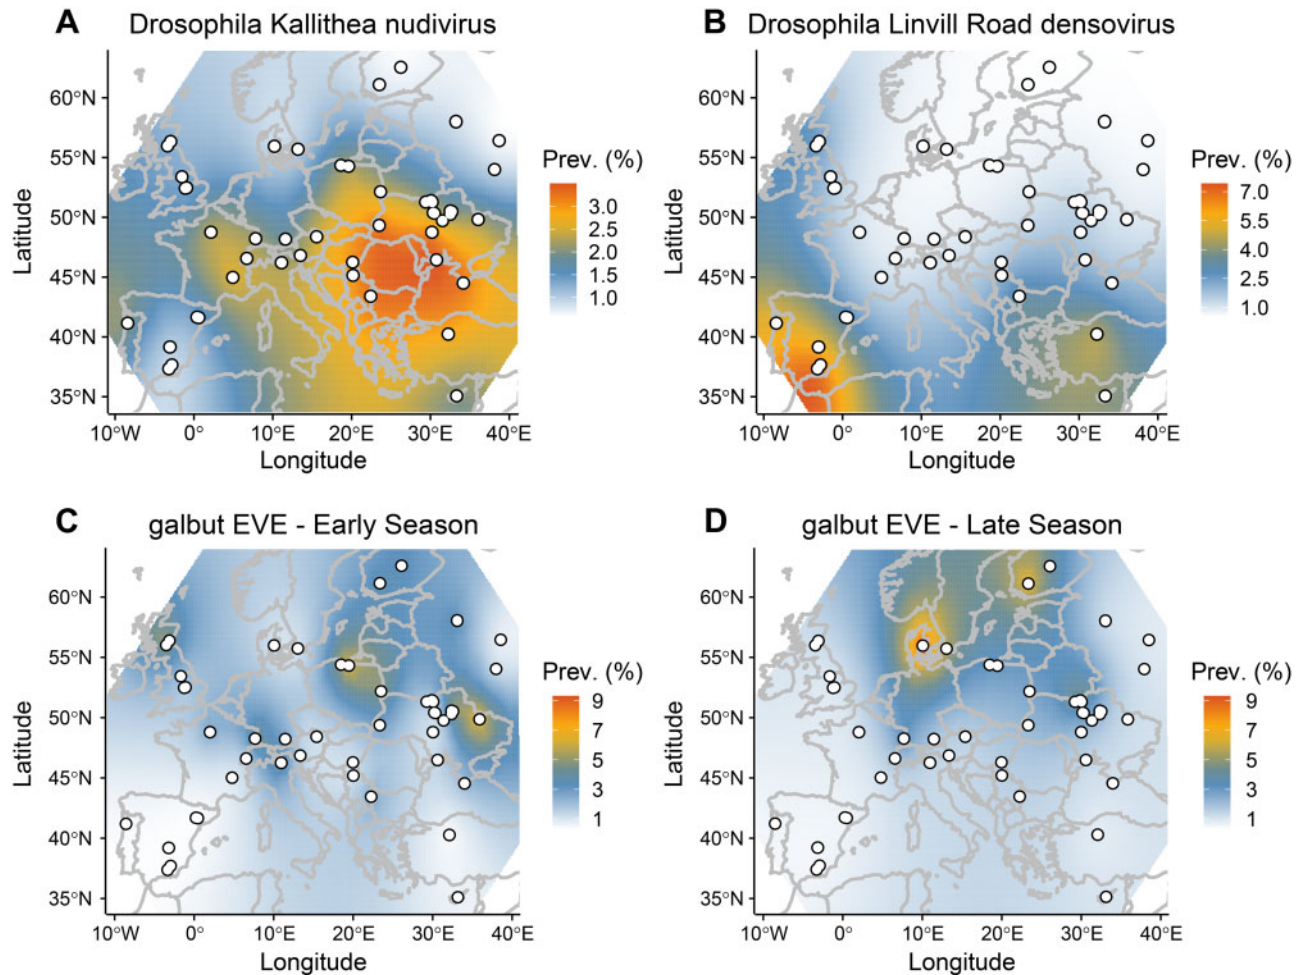 A Drosophila Kallithea nudivirus
60°N
55°N
50°N
45°N
40°N
35°N
Latitude
10°W 0° 10°E 20°E 30°E 40°E
Longitude
Prev. (%)
3.0
2.5
2.0
1.5
1.0
B Drosophila Linvill Road densovirus
60°N
55°N
50°N
45°N
40°N
35°N
Latitude
10°W 0° 10°E 20°E 30°E 40°E
Longitude
Prev. (%)
7.0
5.5
4.0
2.5
1.0
C galbut EVE - Early Season
60°N
55°N
50°N
45°N
40°N
35°N
Latitude
10°W 0° 10°E 20°E 30°E 40°E
Longitude
Prev. (%)
9
7
5
3
1
D galbut EVE - Late Season
60°N
55°N
50°N
45°N
40°N
35°N
Latitude
10°W 0° 10°E 20°E 30°E 40°E
Longitude
Prev. (%)
9
7
5
3
1